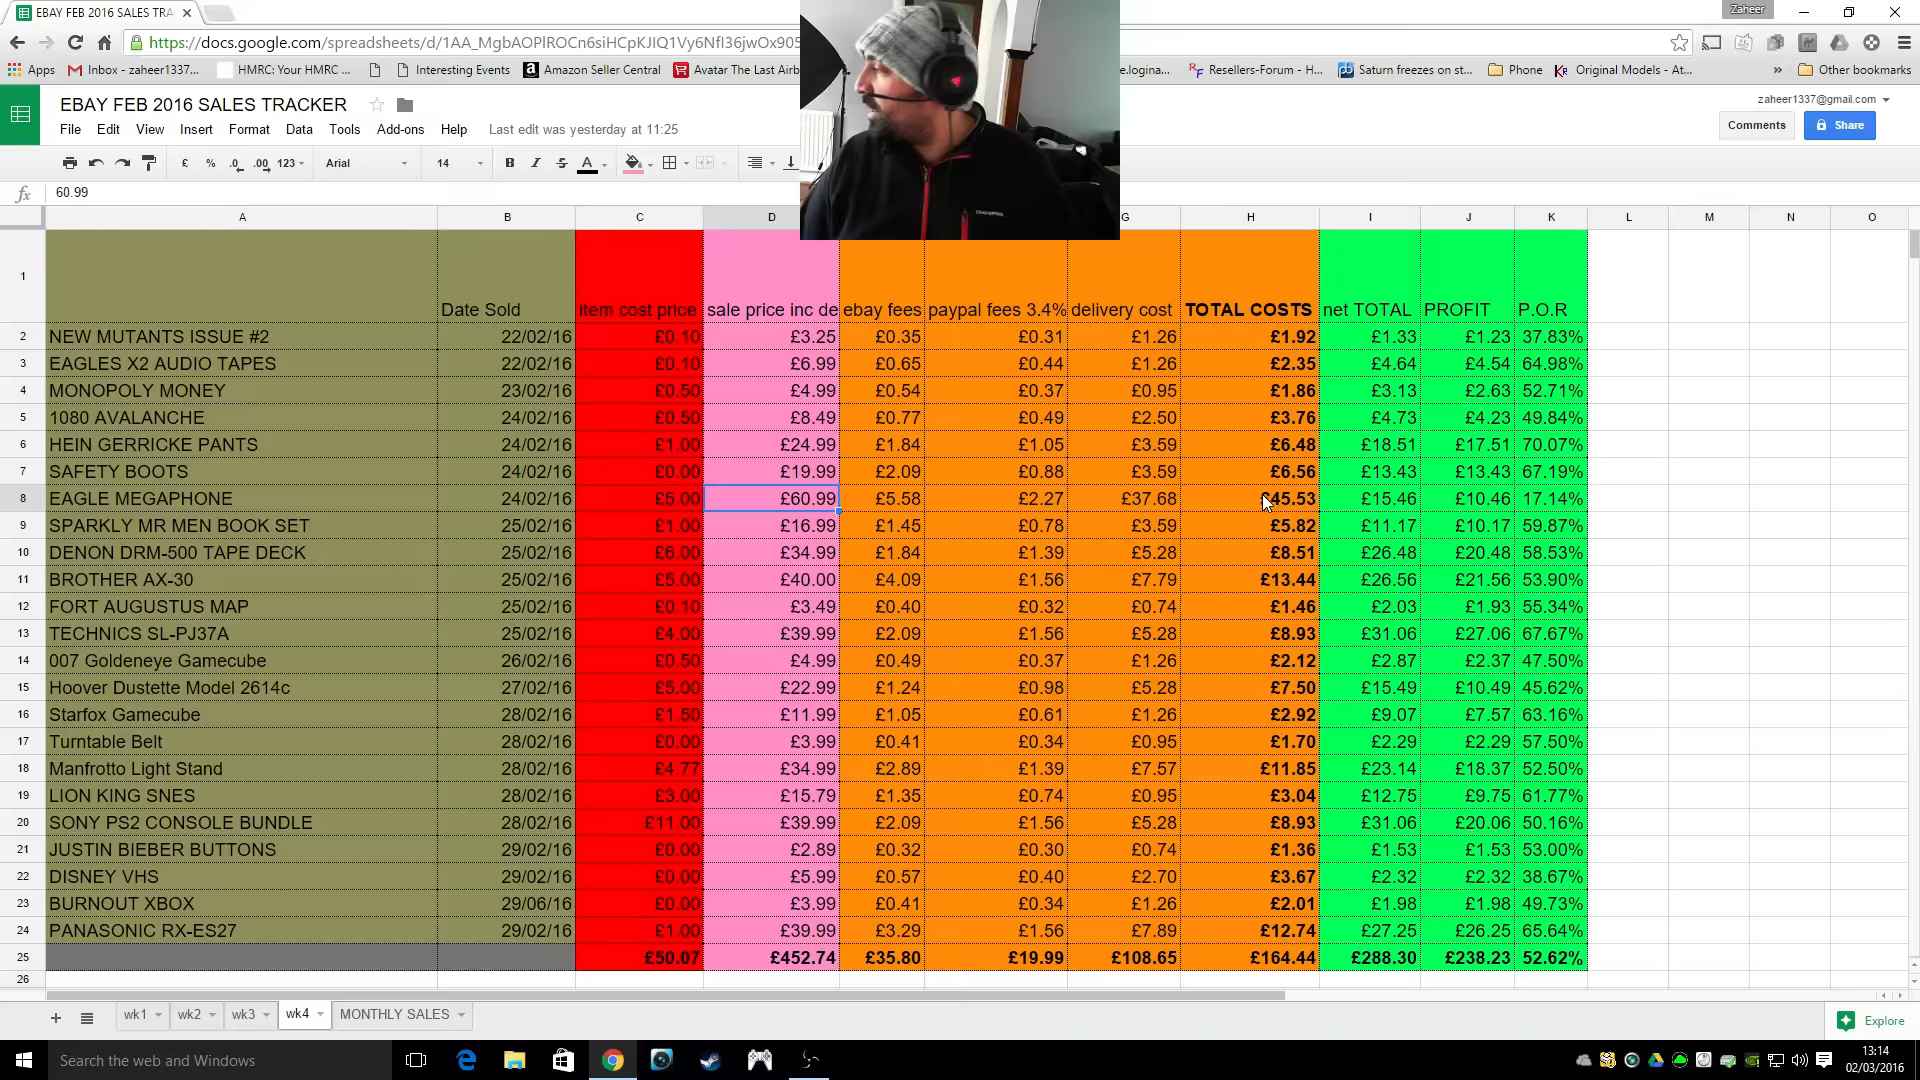 EBAY FEB 2016 SALES TRA
Zaheer
https://docs.google.com/spreadsheets/d/1AA_MgbAOPlROCn6siHCpKJIQ1Vy6NfI36jwOx905
Apps Inbox - zaheer1337... HMRC: Your HMRC ... Interesting Events Amazon Seller Central Avatar The Last Airb e.logina... Resellers-Forum - H... Saturn freezes on st... Phone Original Models - At... » Other bookmarks
EBAY FEB 2016 SALES TRACKER
zaheer1337@gmail.com
File Edit View Insert Format Data Tools Add-ons Help Last edit was yesterday at 11:25
Comments Share
£ % .0 .00 123 Arial 14 B I S A
fx 60.99
A B C D G H I J K L M N O
1 Date Sold item cost price sale price inc de ebay fees paypal fees 3.4% delivery cost TOTAL COSTS net TOTAL PROFIT P.O.R
2 NEW MUTANTS ISSUE #2 22/02/16 £0.10 £3.25 £0.35 £0.31 £1.26 £1.92 £1.33 £1.23 37.83%
3 EAGLES X2 AUDIO TAPES 22/02/16 £0.10 £6.99 £0.65 £0.44 £1.26 £2.35 £4.64 £4.54 64.98%
4 MONOPOLY MONEY 23/02/16 £0.50 £4.99 £0.54 £0.37 £0.95 £1.86 £3.13 £2.63 52.71%
5 1080 AVALANCHE 24/02/16 £0.50 £8.49 £0.77 £0.49 £2.50 £3.76 £4.73 £4.23 49.84%
6 HEIN GERRICKE PANTS 24/02/16 £1.00 £24.99 £1.84 £1.05 £3.59 £6.48 £18.51 £17.51 70.07%
7 SAFETY BOOTS 24/02/16 £0.00 £19.99 £2.09 £0.88 £3.59 £6.56 £13.43 £13.43 67.19%
8 EAGLE MEGAPHONE 24/02/16 £5.00 £60.99 £5.58 £2.27 £37.68 £45.53 £15.46 £10.46 17.14%
9 SPARKLY MR MEN BOOK SET 25/02/16 £1.00 £16.99 £1.45 £0.78 £3.59 £5.82 £11.17 £10.17 59.87%
10 DENON DRM-500 TAPE DECK 25/02/16 £6.00 £34.99 £1.84 £1.39 £5.28 £8.51 £26.48 £20.48 58.53%
11 BROTHER AX-30 25/02/16 £5.00 £40.00 £4.09 £1.56 £7.79 £13.44 £26.56 £21.56 53.90%
12 FORT AUGUSTUS MAP 25/02/16 £0.10 £3.49 £0.40 £0.32 £0.74 £1.46 £2.03 £1.93 55.34%
13 TECHNICS SL-PJ37A 25/02/16 £4.00 £39.99 £2.09 £1.56 £5.28 £8.93 £31.06 £27.06 67.67%
14 007 Goldeneye Gamecube 26/02/16 £0.50 £4.99 £0.49 £0.37 £1.26 £2.12 £2.87 £2.37 47.50%
15 Hoover Dustette Model 2614c 27/02/16 £5.00 £22.99 £1.24 £0.98 £5.28 £7.50 £15.49 £10.49 45.62%
16 Starfox Gamecube 28/02/16 £1.50 £11.99 £1.05 £0.61 £1.26 £2.92 £9.07 £7.57 63.16%
17 Turntable Belt 28/02/16 £0.00 £3.99 £0.41 £0.34 £0.95 £1.70 £2.29 £2.29 57.50%
18 Manfrotto Light Stand 28/02/16 £4.77 £34.99 £2.89 £1.39 £7.57 £11.85 £23.14 £18.37 52.50%
19 LION KING SNES 28/02/16 £3.00 £15.79 £1.35 £0.74 £0.95 £3.04 £12.75 £9.75 61.77%
20 SONY PS2 CONSOLE BUNDLE 28/02/16 £11.00 £39.99 £2.09 £1.56 £5.28 £8.93 £31.06 £20.06 50.16%
21 JUSTIN BIEBER BUTTONS 29/02/16 £0.00 £2.89 £0.32 £0.30 £0.74 £1.36 £1.53 £1.53 53.00%
22 DISNEY VHS 29/02/16 £0.00 £5.99 £0.57 £0.40 £2.70 £3.67 £2.32 £2.32 38.67%
23 BURNOUT XBOX 29/06/16 £0.00 £3.99 £0.41 £0.34 £1.26 £2.01 £1.98 £1.98 49.73%
24 PANASONIC RX-ES27 29/02/16 £1.00 £39.99 £3.29 £1.56 £7.89 £12.74 £27.25 £26.25 65.64%
25 £50.07 £452.74 £35.80 £19.99 £108.65 £164.44 £288.30 £238.23 52.62%
26
wk1 wk2 wk3 wk4 MONTHLY SALES
Explore
Search the web and Windows
13:14
02/03/2016